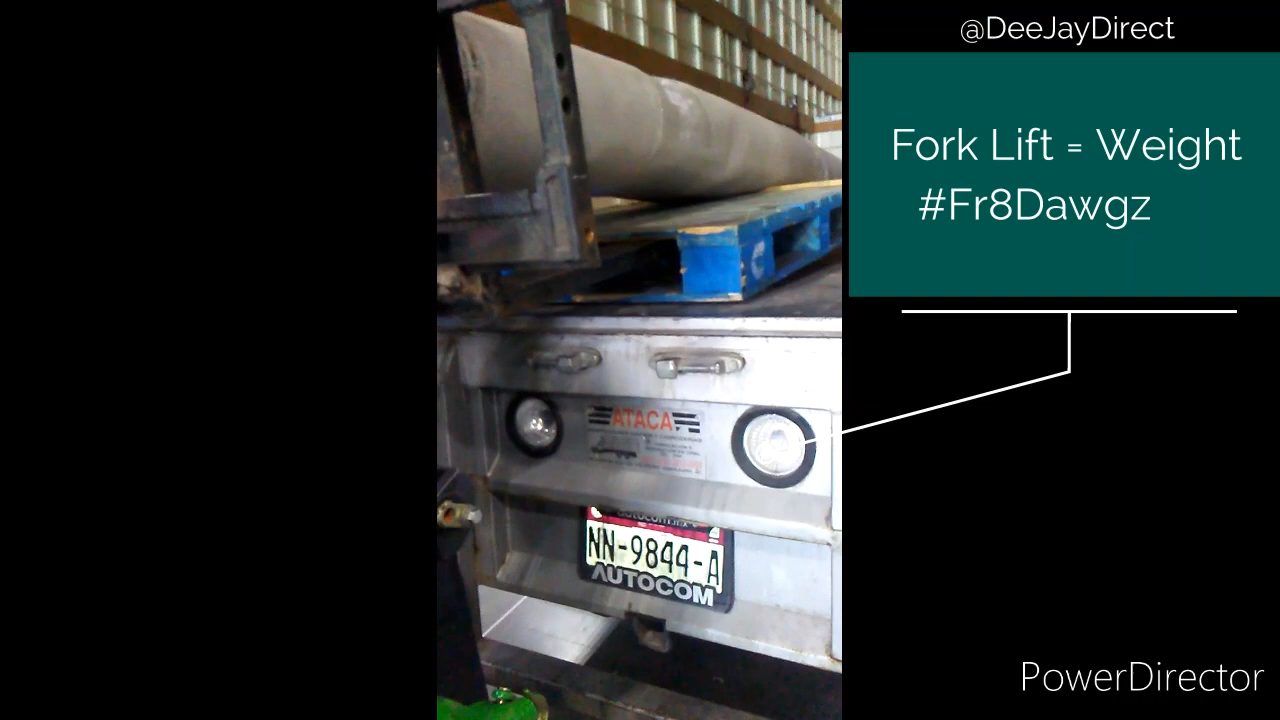 @DeeJayDirect
Fork Lift = Weight
#Fr8Dawgz
ATACA
NN-9844-A
AUTOCOM
PowerDirector